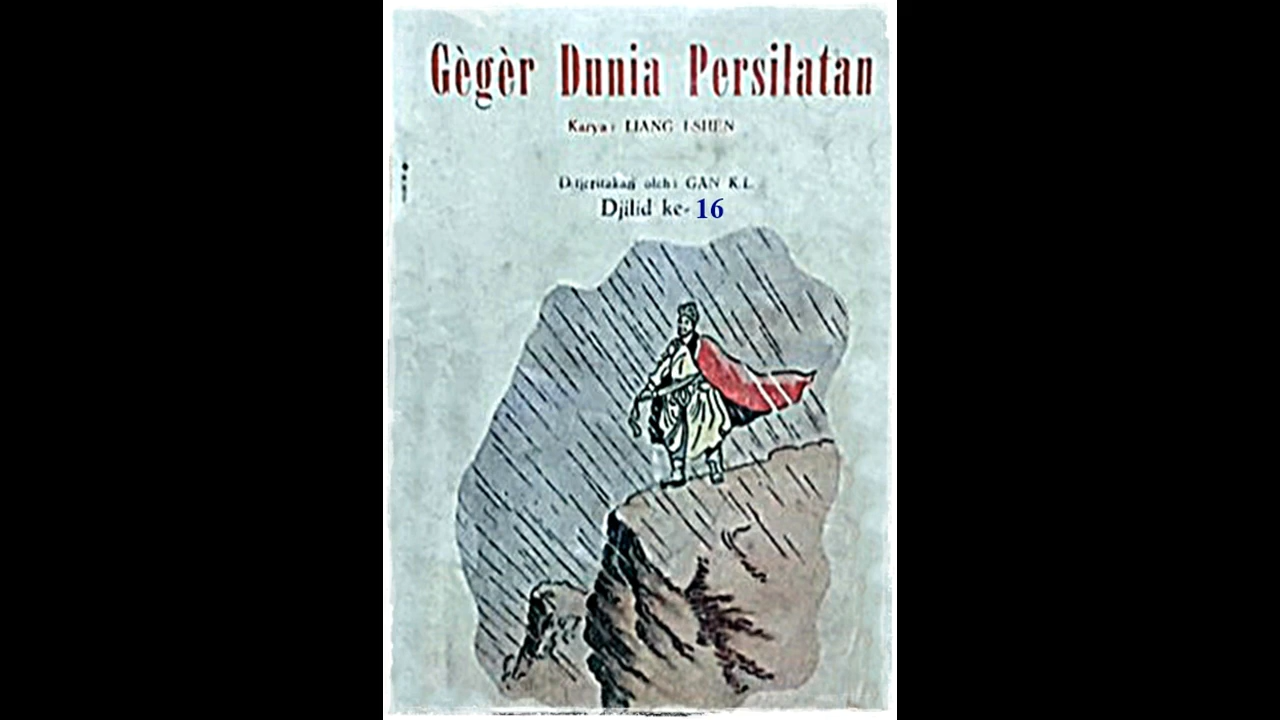 Gègèr Dunia Persilatan
Karya : LIANG I-SHEN
Ditjeritakan oleh : GAN K.L.
Djilid ke- 16